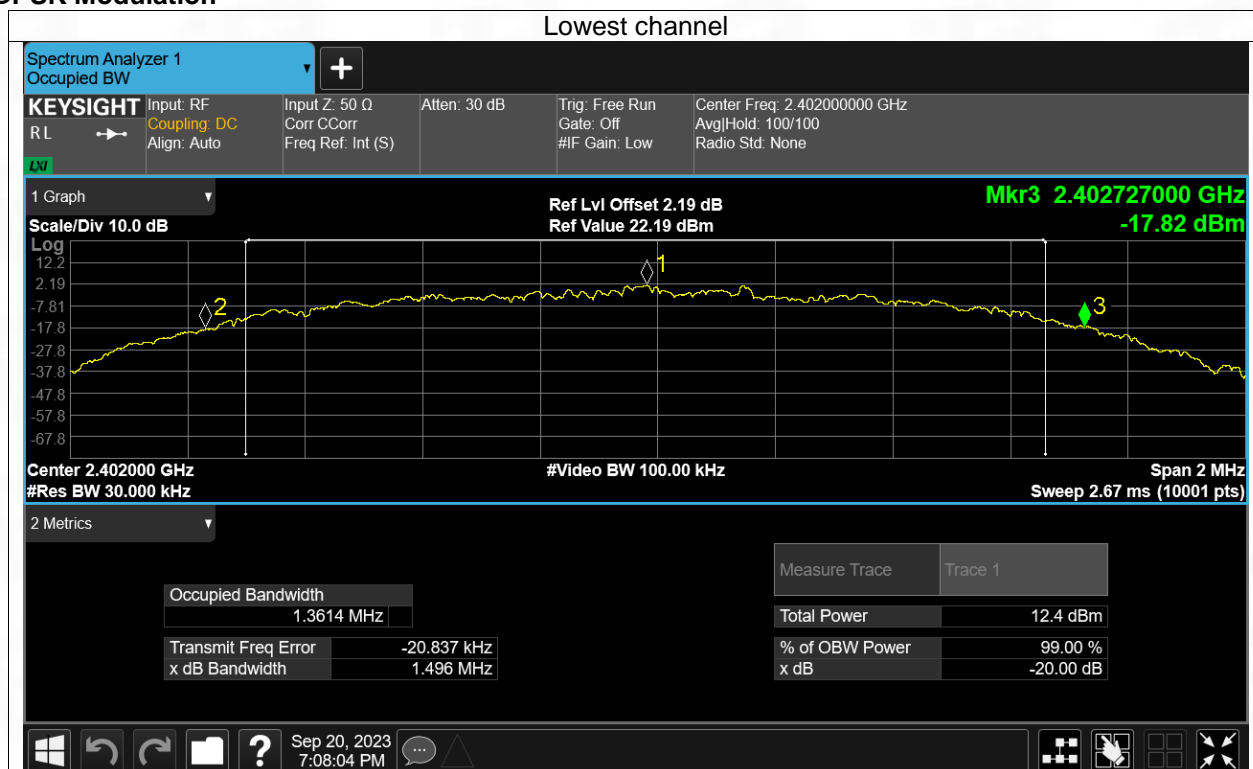 Lowest channel
Spectrum Analyzer 1
Occupied BW
KEYSIGHT
RL
LXI
Input: RF
Coupling: DC
Align: Auto
Input Z: 50 Ω
Corr CCorr
Freq Ref: Int (S)
Atten: 30 dB
Trig: Free Run
Gate: Off
#IF Gain: Low
Center Freq: 2.402000000 GHz
Avg|Hold: 100/100
Radio Std: None
1 Graph
Scale/Div 10.0 dB
Ref Lvl Offset 2.19 dB
Ref Value 22.19 dBm
Mkr3 2.402727000 GHz
-17.82 dBm
Log
12.2
2.19
-7.81
-17.8
-27.8
-37.8
-47.8
-57.8
-67.8
1
2
3
Center 2.402000 GHz
#Video BW 100.00 kHz
Span 2 MHz
#Res BW 30.000 kHz
Sweep 2.67 ms (10001 pts)
2 Metrics
Measure Trace Trace 1
Occupied Bandwidth
1.3614 MHz
Total Power 12.4 dBm
Transmit Freq Error -20.837 kHz
% of OBW Power 99.00 %
x dB Bandwidth 1.496 MHz
x dB -20.00 dB
Sep 20, 2023
7:08:04 PM